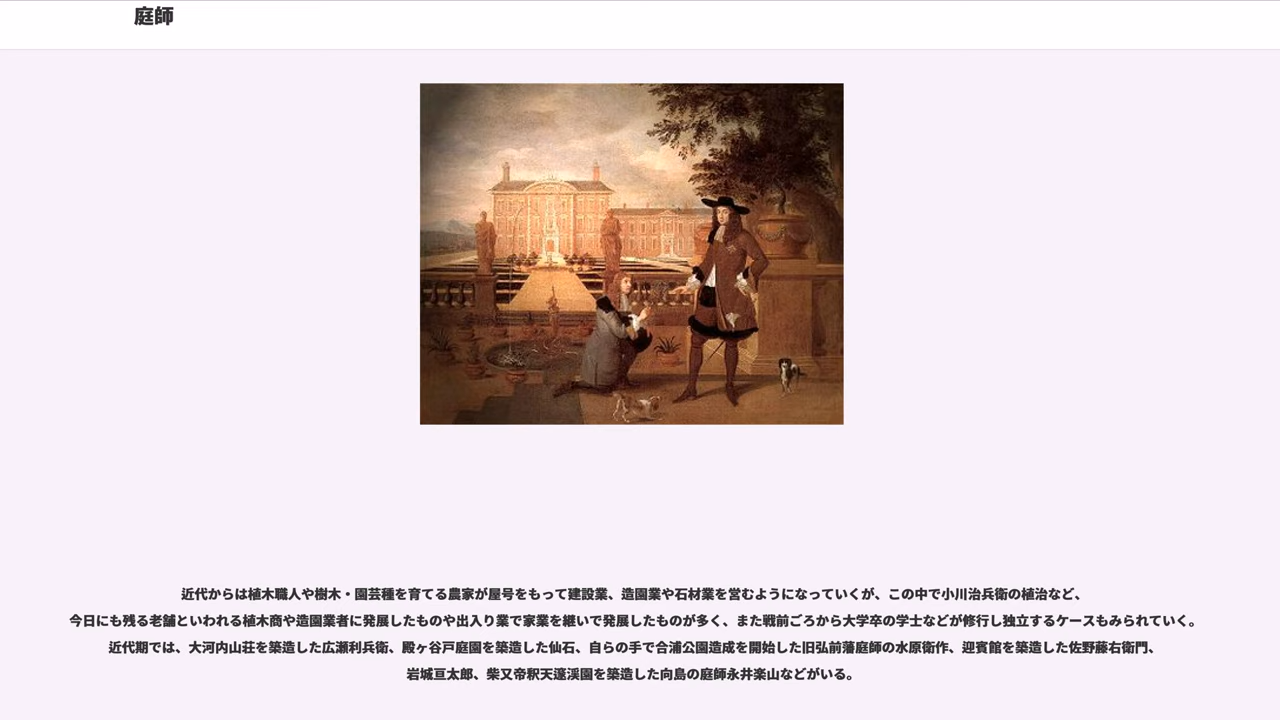 庭師
近代からは植木職人や樹木・園芸種を育てる農家が屋号をもって建設業、造園業や石材業を営むようになっていくが、この中で小川治兵衛の植治など、
今日にも残る老舗といわれる植木商や造園業者に発展したものや出入り業で家業を継いで発展したものが多く、また戦前ごろから大学卒の学士などが修行し独立するケースもみられていく。
近代期では、大河内山荘を築造した広瀬利兵衛、殿ヶ谷戸庭園を築造した仙石、自らの手で合浦公園造成を開始した旧弘前藩庭師の水原衛作、迎賓館を築造した佐野藤右衛門、
岩城亘太郎、柴又帝釈天邃渓園を築造した向島の庭師永井楽山などがいる。